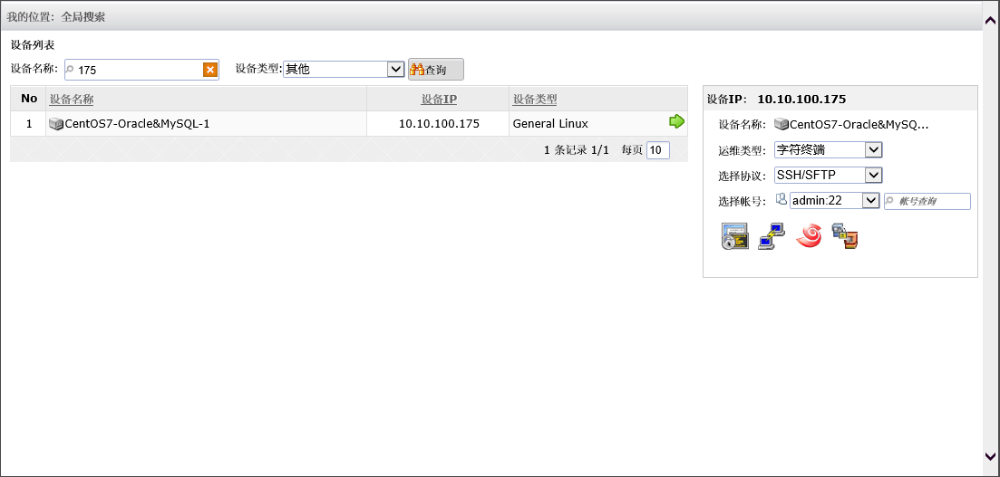 我的位置：全局搜索
设备列表
设备名称: 175 设备类型: 其他 查询
No 设备名称 设备IP 设备类型
1 CentOS7-Oracle&MySQL-1 10.10.100.175 General Linux
1 条记录 1/1 每页 10
设备IP: 10.10.100.175
设备名称: CentOS7-Oracle&MySQ...
运维类型: 字符终端
选择协议: SSH/SFTP
选择帐号: admin:22 帐号查询